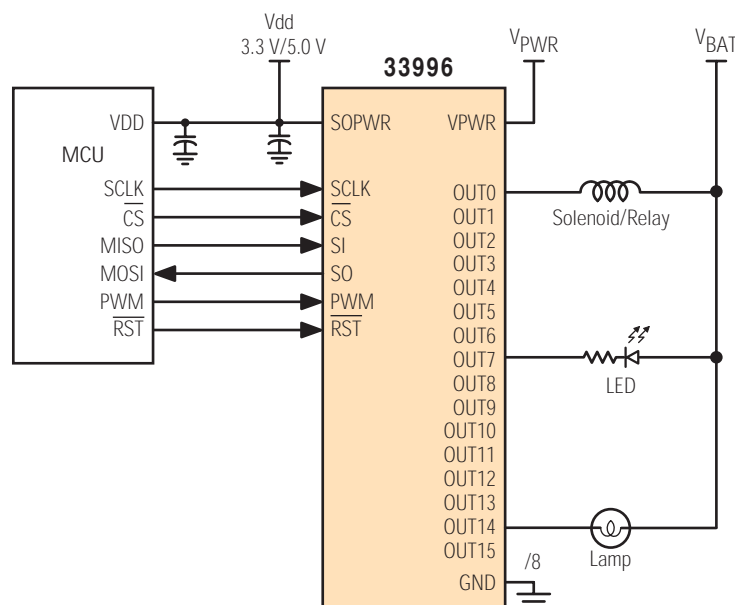 Vdd
3.3 V/5.0 V
33996
VPWR
VBAT
MCU
VDD
SCLK
CS
MISO
MOSI
PWM
RST
SOPWR
SCLK
CS
SI
SO
PWM
RST
VPWR
OUT0
OUT1
OUT2
OUT3
OUT4
OUT5
OUT6
OUT7
OUT8
OUT9
OUT10
OUT11
OUT12
OUT13
OUT14
OUT15
GND
Solenoid/Relay
LED
Lamp
/8